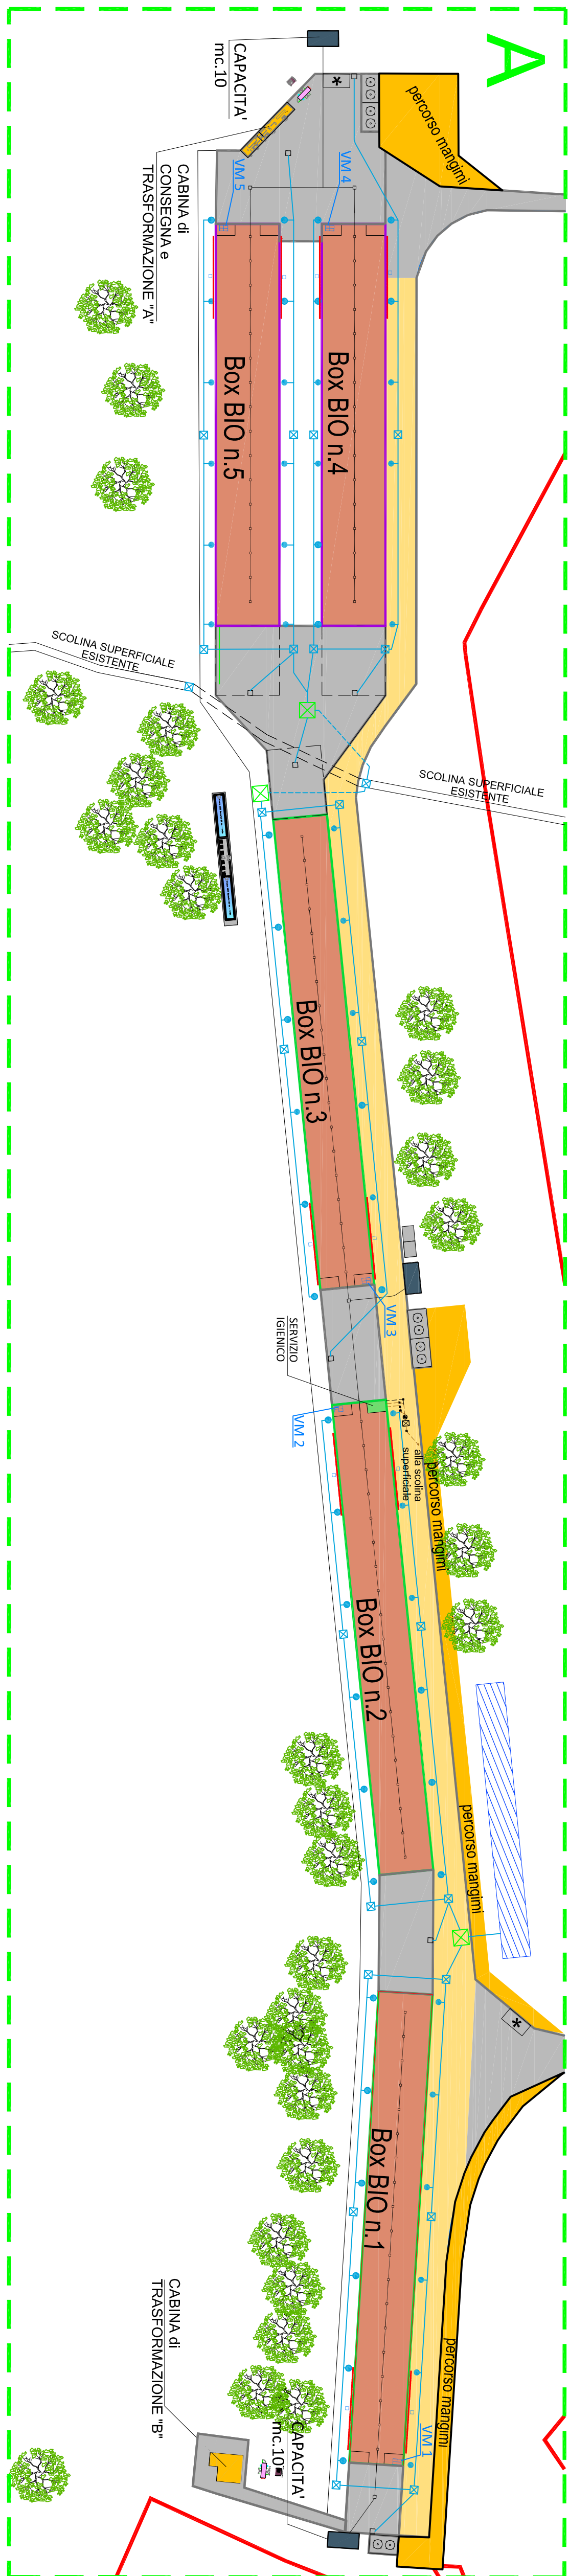 A
CAPACITA'
mc.10
*
percorso mangimi
CABINA di
CONSEGNA e
TRASFORMAZIONE "A"
VM 5
VM 4
Box BIO n.5
Box BIO n.4
SCOLINA SUPERFICIALE
ESISTENTE
SCOLINA SUPERFICIALE
ESISTENTE
Box BIO n.3
VM 3
SERVIZIO
IGIENICO
VM 2
alla scolina
superficiale
percorso mangimi
Box BIO n.2
percorso mangimi
*
Box BIO n.1
percorso mangimi
CABINA di
TRASFORMAZIONE "B"
CAPACITA'
mc.10
VM 1